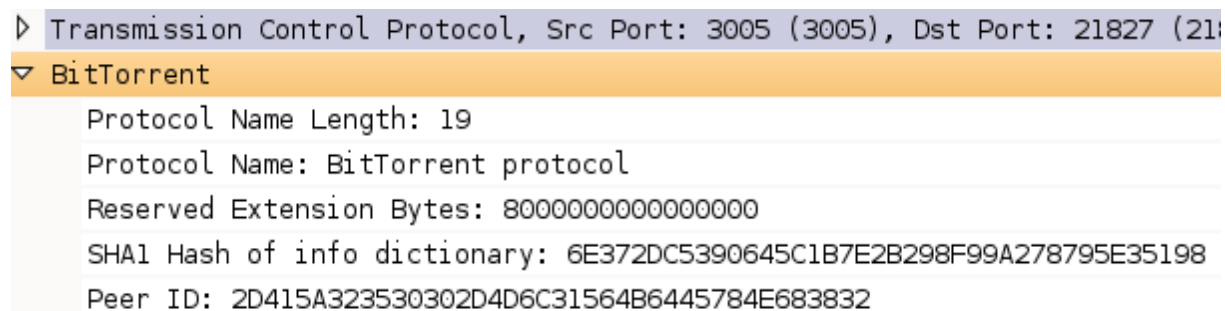 Transmission Control Protocol, Src Port: 3005 (3005), Dst Port: 21827 (21
BitTorrent
Protocol Name Length: 19
Protocol Name: BitTorrent protocol
Reserved Extension Bytes: 8000000000000000
SHA1 Hash of info dictionary: 6E372DC5390645C1B7E2B298F99A278795E35198
Peer ID: 2D415A323530302D4D6C31564B6445784E683832